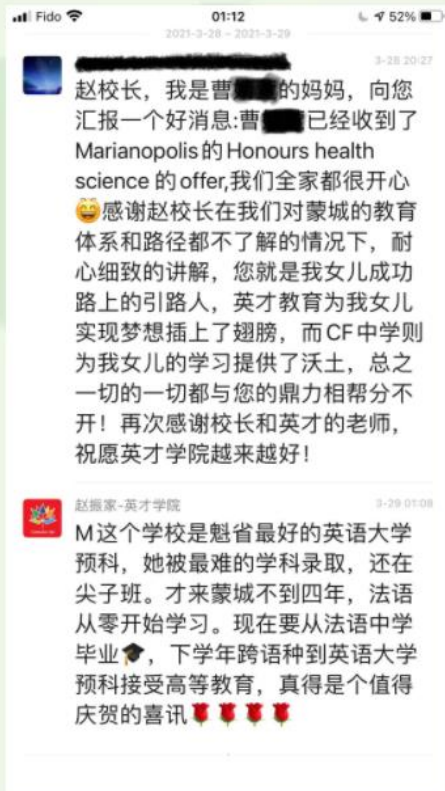 Fido
01:12
52%
2021-3-28 ~ 2021-3-29
3-28 20:27
赵校长，我是曹的妈妈，向您
汇报一个好消息:曹已经收到了
Marianopolis的Honours health
science 的offer,我们全家都很开心
😄感谢赵校长在我们对蒙城的教育
体系和路径都不了解的情况下，耐
心细致的讲解，您就是我女儿成功
路上的引路人，英才教育为我女儿
实现梦想插上了翅膀，而CF中学则
为我女儿的学习提供了沃土，总之
一切的一切都与您的鼎力相帮分不
开！再次感谢校长和英才的老师，
祝愿英才学院越来越好！
赵振家-英才学院
3-29 01:08
M这个学校是魁省最好的英语大学
预科，她被最难的学科录取，还在
尖子班。才来蒙城不到四年，法语
从零开始学习。现在要从法语中学
毕业🎓，下学年跨语种到英语大学
预科接受高等教育，真得是个值得
庆贺的喜讯🌹🌹🌹🌹